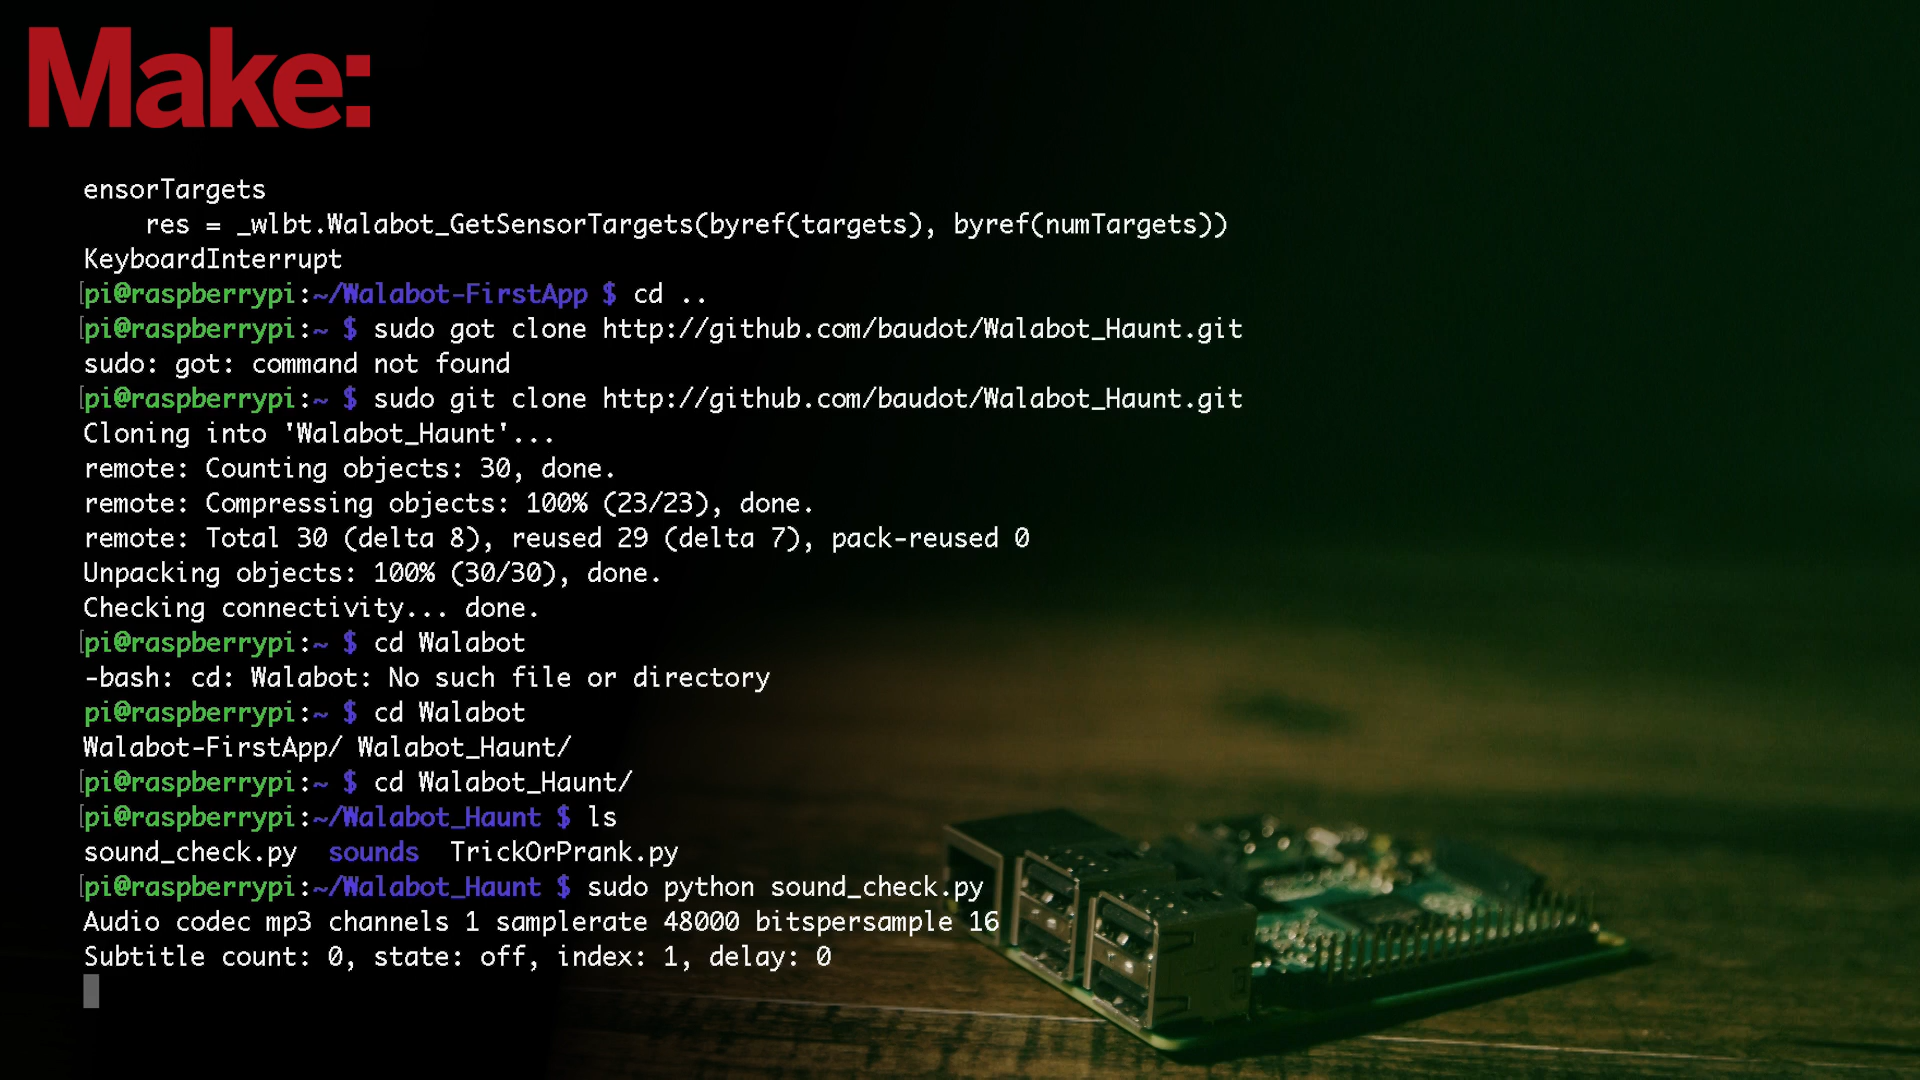 Make:
ensorTargets
    res = _wlbt.Walabot_GetSensorTargets(byref(targets), byref(numTargets))
KeyboardInterrupt
[pi@raspberrypi:~/Walabot-FirstApp $ cd ..
[pi@raspberrypi:~ $ sudo got clone http://github.com/baudot/Walabot_Haunt.git
sudo: got: command not found
[pi@raspberrypi:~ $ sudo git clone http://github.com/baudot/Walabot_Haunt.git
Cloning into 'Walabot_Haunt'...
remote: Counting objects: 30, done.
remote: Compressing objects: 100% (23/23), done.
remote: Total 30 (delta 8), reused 29 (delta 7), pack-reused 0
Unpacking objects: 100% (30/30), done.
Checking connectivity... done.
[pi@raspberrypi:~ $ cd Walabot
-bash: cd: Walabot: No such file or directory
pi@raspberrypi:~ $ cd Walabot
Walabot-FirstApp/ Walabot_Haunt/
[pi@raspberrypi:~ $ cd Walabot_Haunt/
[pi@raspberrypi:~/Walabot_Haunt $ ls
sound_check.py  sounds  TrickOrPrank.py
[pi@raspberrypi:~/Walabot_Haunt $ sudo python sound_check.py
Audio codec mp3 channels 1 samplerate 48000 bitspersample 16
Subtitle count: 0, state: off, index: 1, delay: 0